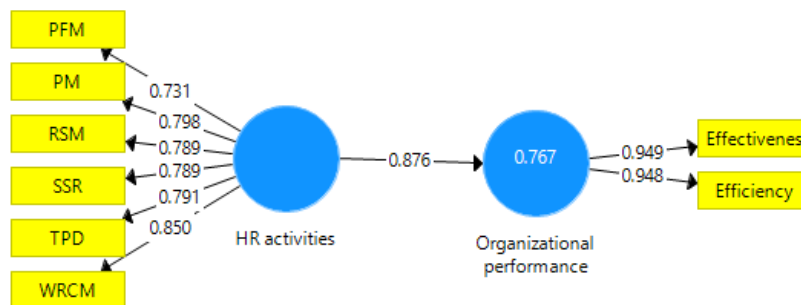 PFM
PM
RSM
SSR
TPD
WRCM
0.731
0.798
0.789
0.789
0.791
0.850
HR activities
0.876
0.767
Organizational
performance
0.949
0.948
Effectivenes
Efficiency